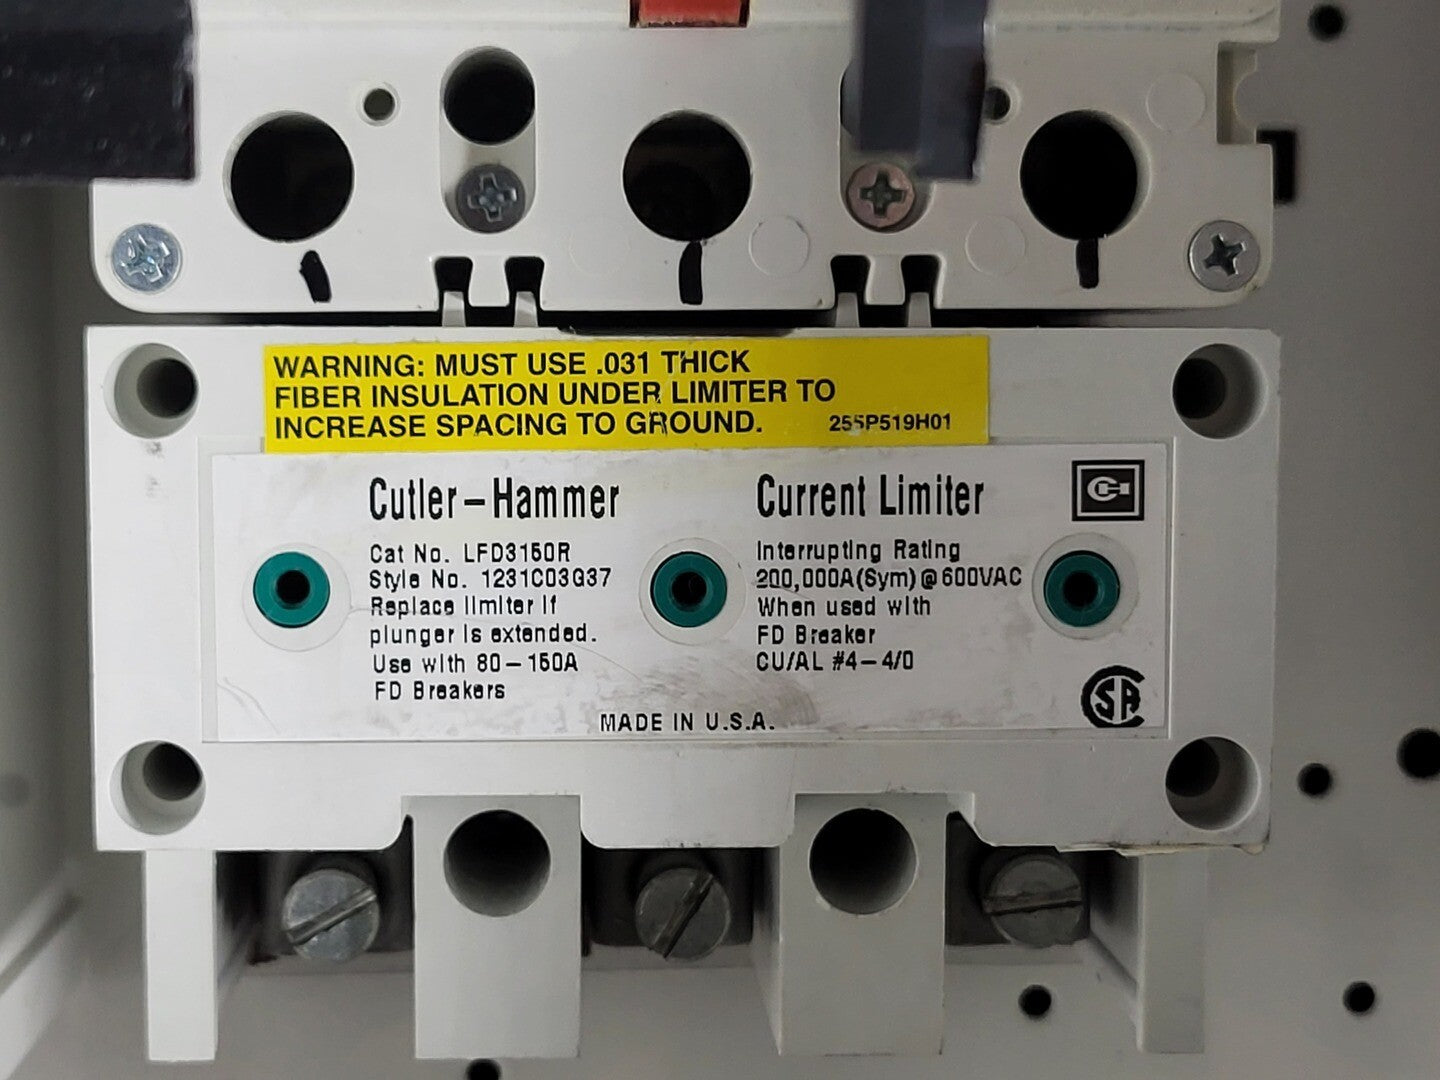 WARNING: MUST USE .031 THICK
FIBER INSULATION UNDER LIMITER TO
INCREASE SPACING TO GROUND. 255P519H01
Cutler-Hammer
Cat No. LFD3150R
Style No. 1231C03G37
Replace limiter if
plunger is extended.
Use with 80-150A
FD Breakers
Current Limiter
Interrupting Rating
200,000A(Sym)@600VAC
When used with
FD Breaker
CU/AL #4-4/0
MADE IN U.S.A.
CH
CSA